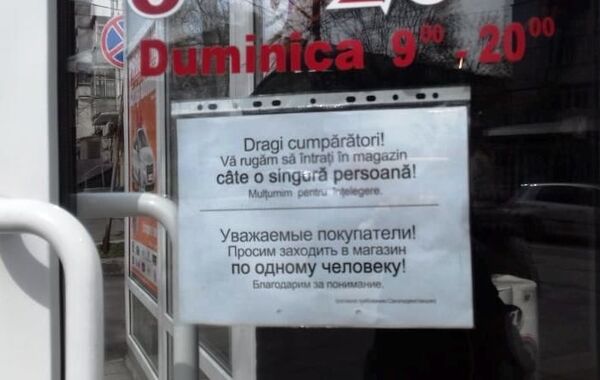 Duminica 9⁰⁰ - 20⁰⁰
Dragi cumpărători!
Vă rugăm să întrați în magazin
câte o singură persoană!
Mulțumim pentru înțelegere.
Уважаемые покупатели!
Просим заходить в магазин
по одному человеку!
Благодарим за понимание.